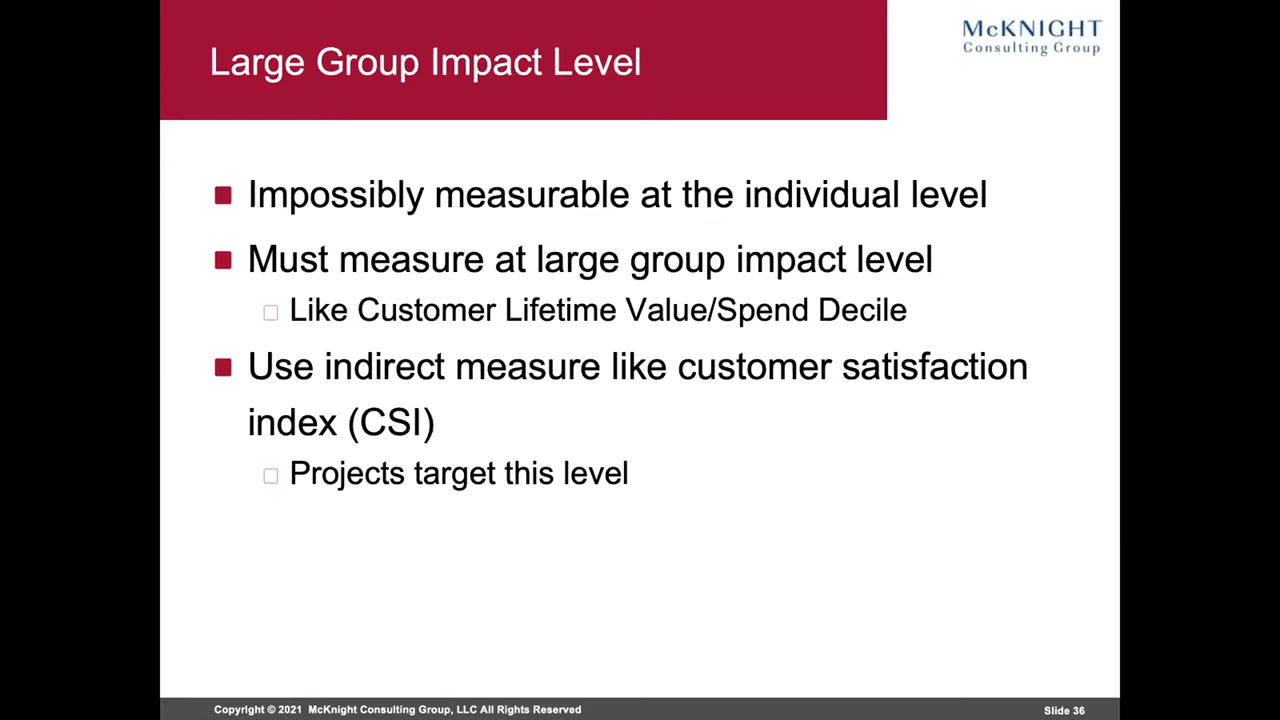 Large Group Impact Level
McKNIGHT
Consulting Group
Impossibly measurable at the individual level
Must measure at large group impact level
Like Customer Lifetime Value/Spend Decile
Use indirect measure like customer satisfaction
index (CSI)
Projects target this level
Copyright © 2021 McKnight Consulting Group, LLC All Rights Reserved
Slide 36